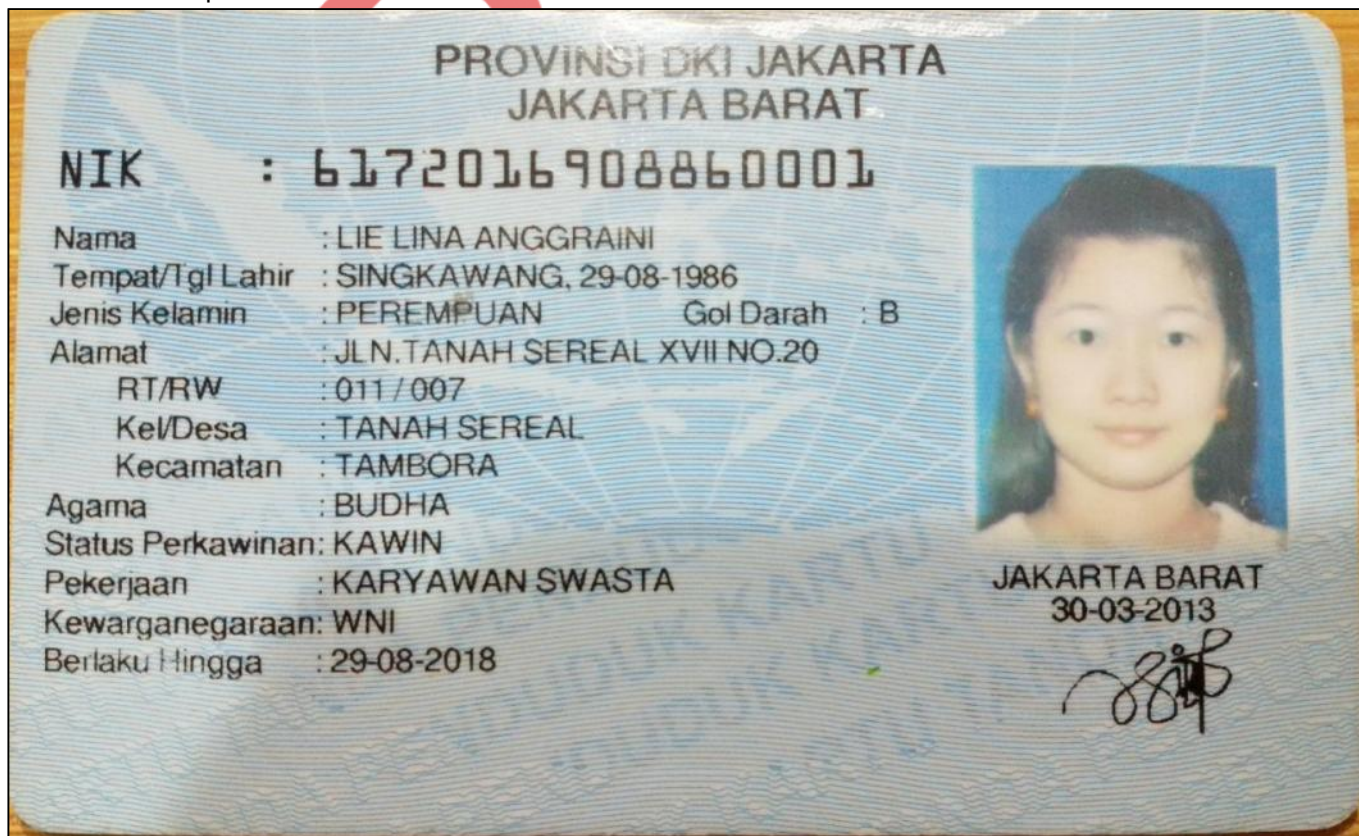 PROVINSI DKI JAKARTA
JAKARTA BARAT
NIK : 6172016908860001
Nama : LIE LINA ANGGRAINI
Tempat/Tgl Lahir : SINGKAWANG, 29-08-1986
Jenis Kelamin : PEREMPUAN Gol Darah : B
Alamat : JLN.TANAH SEREAL XVII NO.20
RT/RW : 011 / 007
Kel/Desa : TANAH SEREAL
Kecamatan : TAMBORA
Agama : BUDHA
Status Perkawinan: KAWIN
Pekerjaan : KARYAWAN SWASTA
Kewarganegaraan: WNI
Berlaku Hingga : 29-08-2018
JAKARTA BARAT
30-03-2013